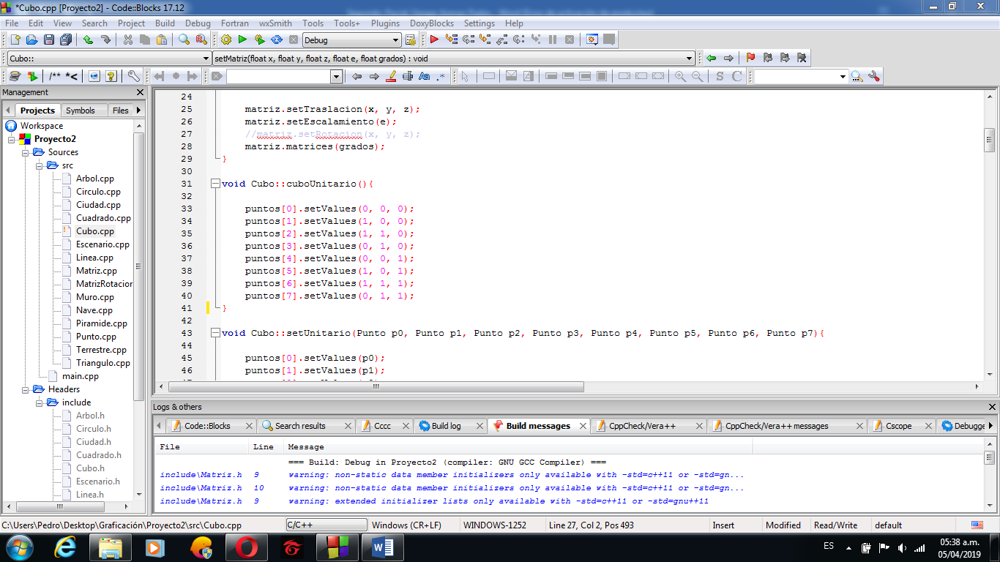 *Cubo.cpp [Proyecto2] - Code::Blocks 17.12
File Edit View Search Project Build Debug Fortran wxSmith Tools Tools+ Plugins DoxyBlocks Settings Help
Debug
Cubo:: setMatriz(float x, float y, float z, float e, float grados) : void
/** *<
Aa .* S C
Management
Projects Symbols Files
Workspace
Proyecto2
Sources
src
Arbol.cpp
Circulo.cpp
Ciudad.cpp
Cuadrado.cpp
Cubo.cpp
Escenario.cpp
Linea.cpp
Matriz.cpp
MatrizRotacion
Muro.cpp
Nave.cpp
Piramide.cpp
Punto.cpp
Terrestre.cpp
Triangulo.cpp
main.cpp
Headers
include
Arbol.h
Circulo.h
Ciudad.h
Cuadrado.h
Cubo.h
Escenario.h
Linea.h
24
25 matriz.setTraslacion(x, y, z);
26 matriz.setEscalamiento(e);
27 //matriz.setRotacion(x, y, z);
28 matriz.matrices(grados);
29 }
30
31 void Cubo::cuboUnitario(){
32
33 puntos[0].setValues(0, 0, 0);
34 puntos[1].setValues(1, 0, 0);
35 puntos[2].setValues(1, 1, 0);
36 puntos[3].setValues(0, 1, 0);
37 puntos[4].setValues(0, 0, 1);
38 puntos[5].setValues(1, 0, 1);
39 puntos[6].setValues(1, 1, 1);
40 puntos[7].setValues(0, 1, 1);
41 }
42
43 void Cubo::setUnitario(Punto p0, Punto p1, Punto p2, Punto p3, Punto p4, Punto p5, Punto p6, Punto p7){
44
45 puntos[0].setValues(p0);
46 puntos[1].setValues(p1);
Logs & others
Code::Blocks Search results Cccc Build log Build messages CppCheck/Vera++ CppCheck/Vera++ messages Cscope Debugge
File Line Message
=== Build: Debug in Proyecto2 (compiler: GNU GCC Compiler) ===
include\Matriz.h 9 warning: non-static data member initializers only available with -std=c++11 or -std=gn...
include\Matriz.h 10 warning: non-static data member initializers only available with -std=c++11 or -std=gn...
include\Matriz.h 9 warning: extended initializer lists only available with -std=c++11 or -std=gnu++11
C:\Users\Pedro\Desktop\Graficación\Proyecto2\src\Cubo.cpp C/C++ Windows (CR+LF) WINDOWS-1252 Line 27, Col 2, Pos 493 Insert Modified Read/Write default
ES 05:38 a.m.
05/04/2019